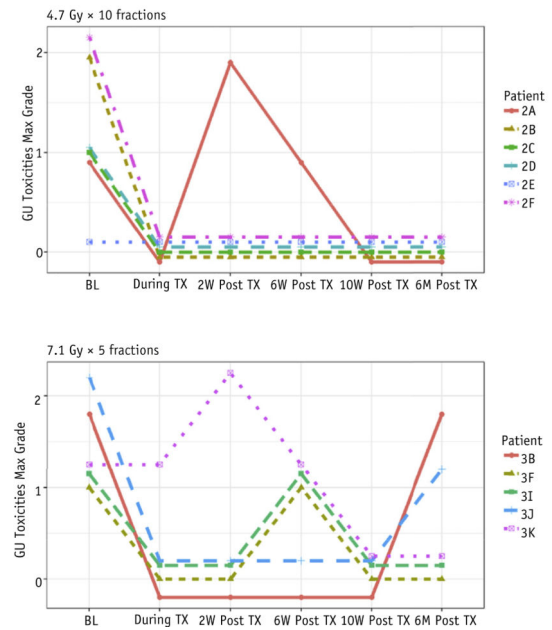 4.7 Gy × 10 fractions
GU Toxicities Max Grade
2
1
0
BL During TX 2W Post TX 6W Post TX 10W Post TX 6M Post TX
Patient
2A
2B
2C
2D
2E
2F
7.1 Gy × 5 fractions
GU Toxicities Max Grade
2
1
0
BL During TX 2W Post TX 6W Post TX 10W Post TX 6M Post TX
Patient
3B
3F
3I
3J
3K